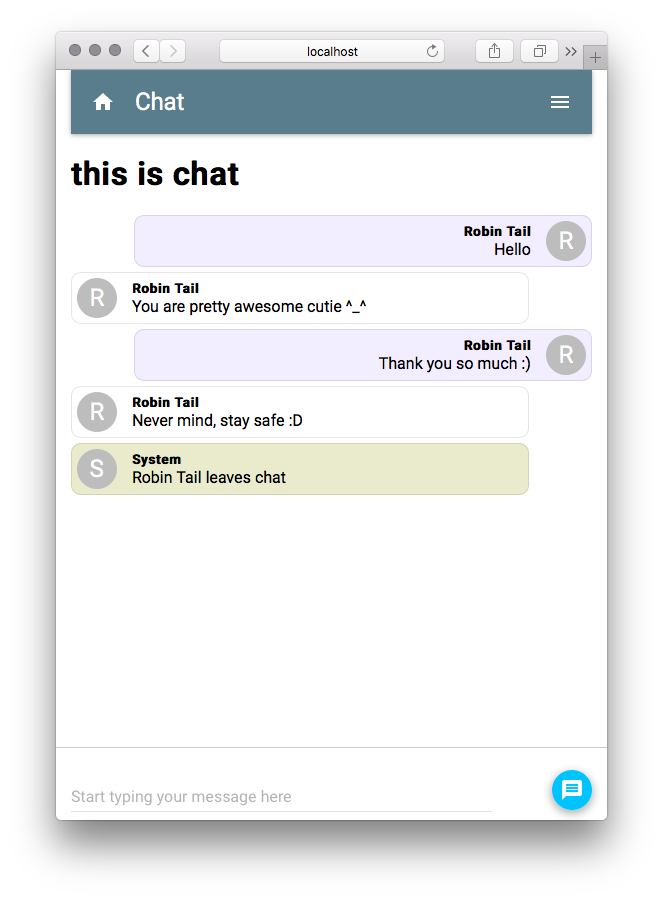 localhost
Chat
this is chat
Robin Tail
Hello
R
R
Robin Tail
You are pretty awesome cutie ^_^
Robin Tail
Thank you so much :)
R
R
Robin Tail
Never mind, stay safe :D
S
System
Robin Tail leaves chat
Start typing your message here